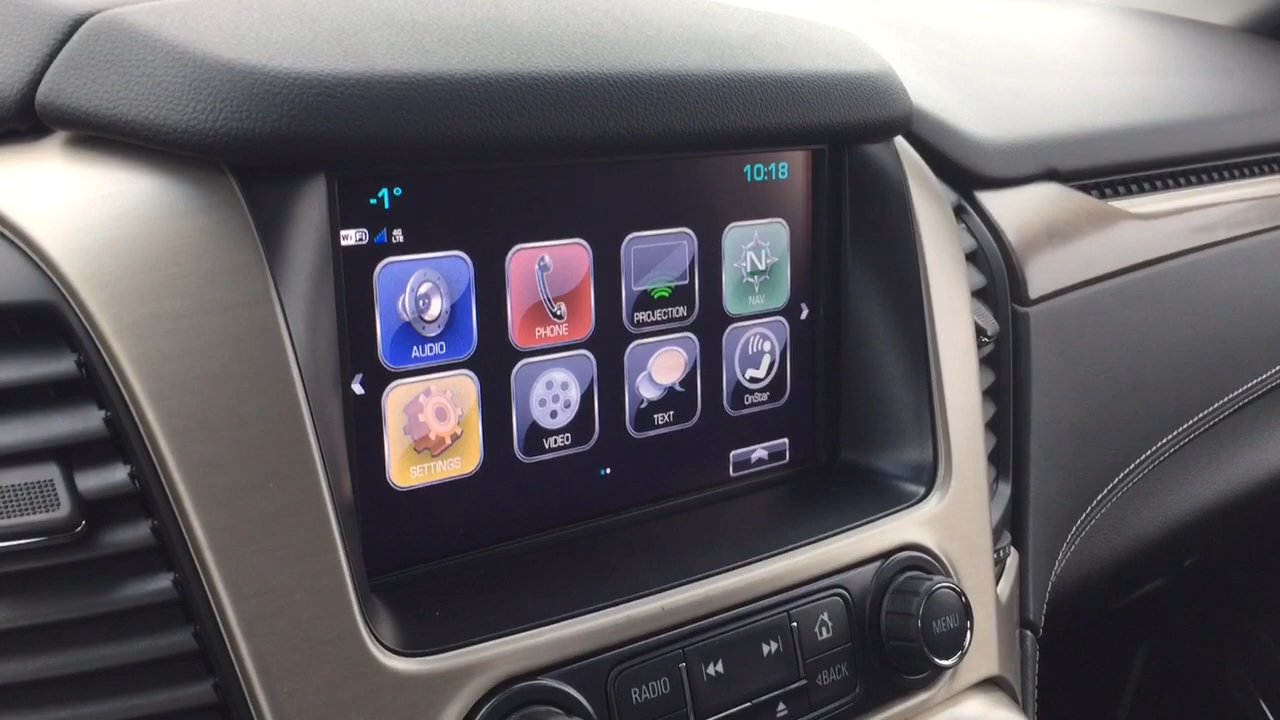 -1°
10:18
WiFi
4G
LTE
AUDIO
PHONE
PROJECTION
N
NAV
SETTINGS
VIDEO
TEXT
OnStar
MENU
RADIO
BACK